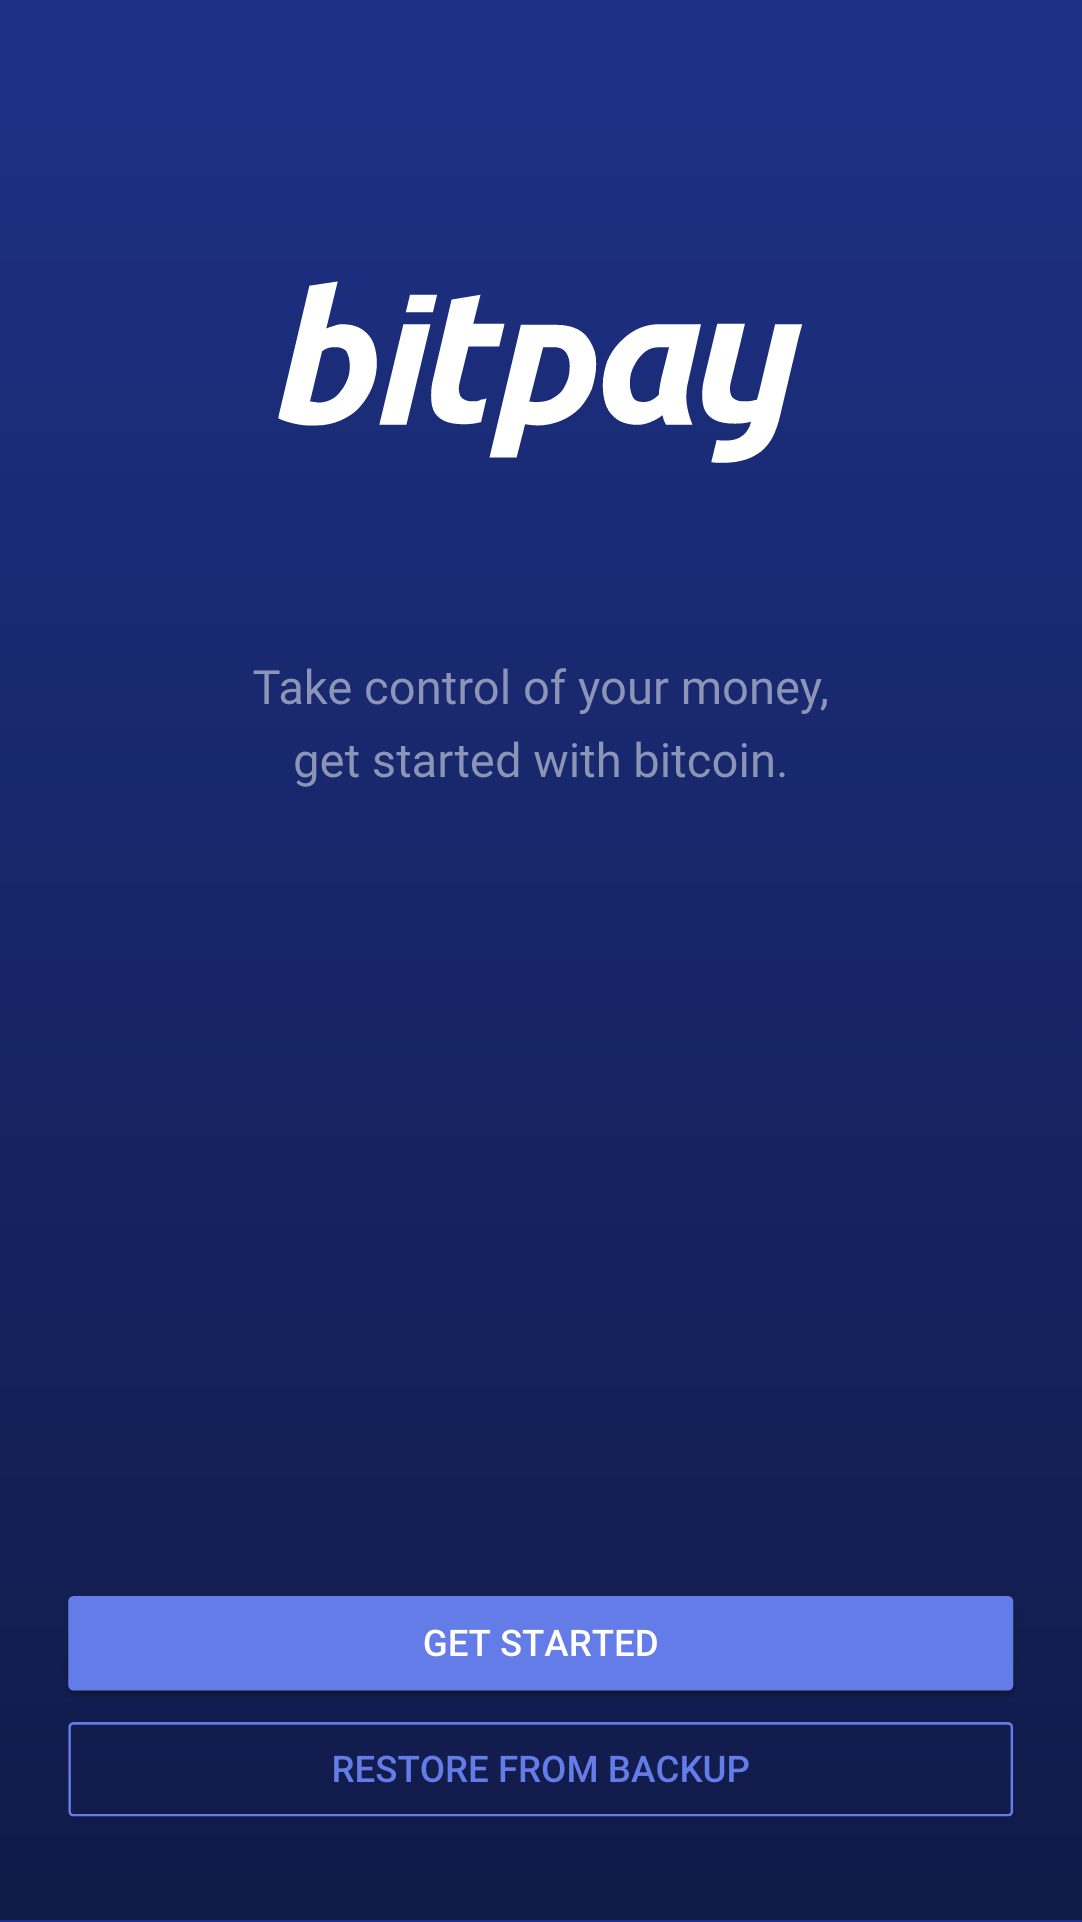 bitpay
Take control of your money,
get started with bitcoin.
GET STARTED
RESTORE FROM BACKUP